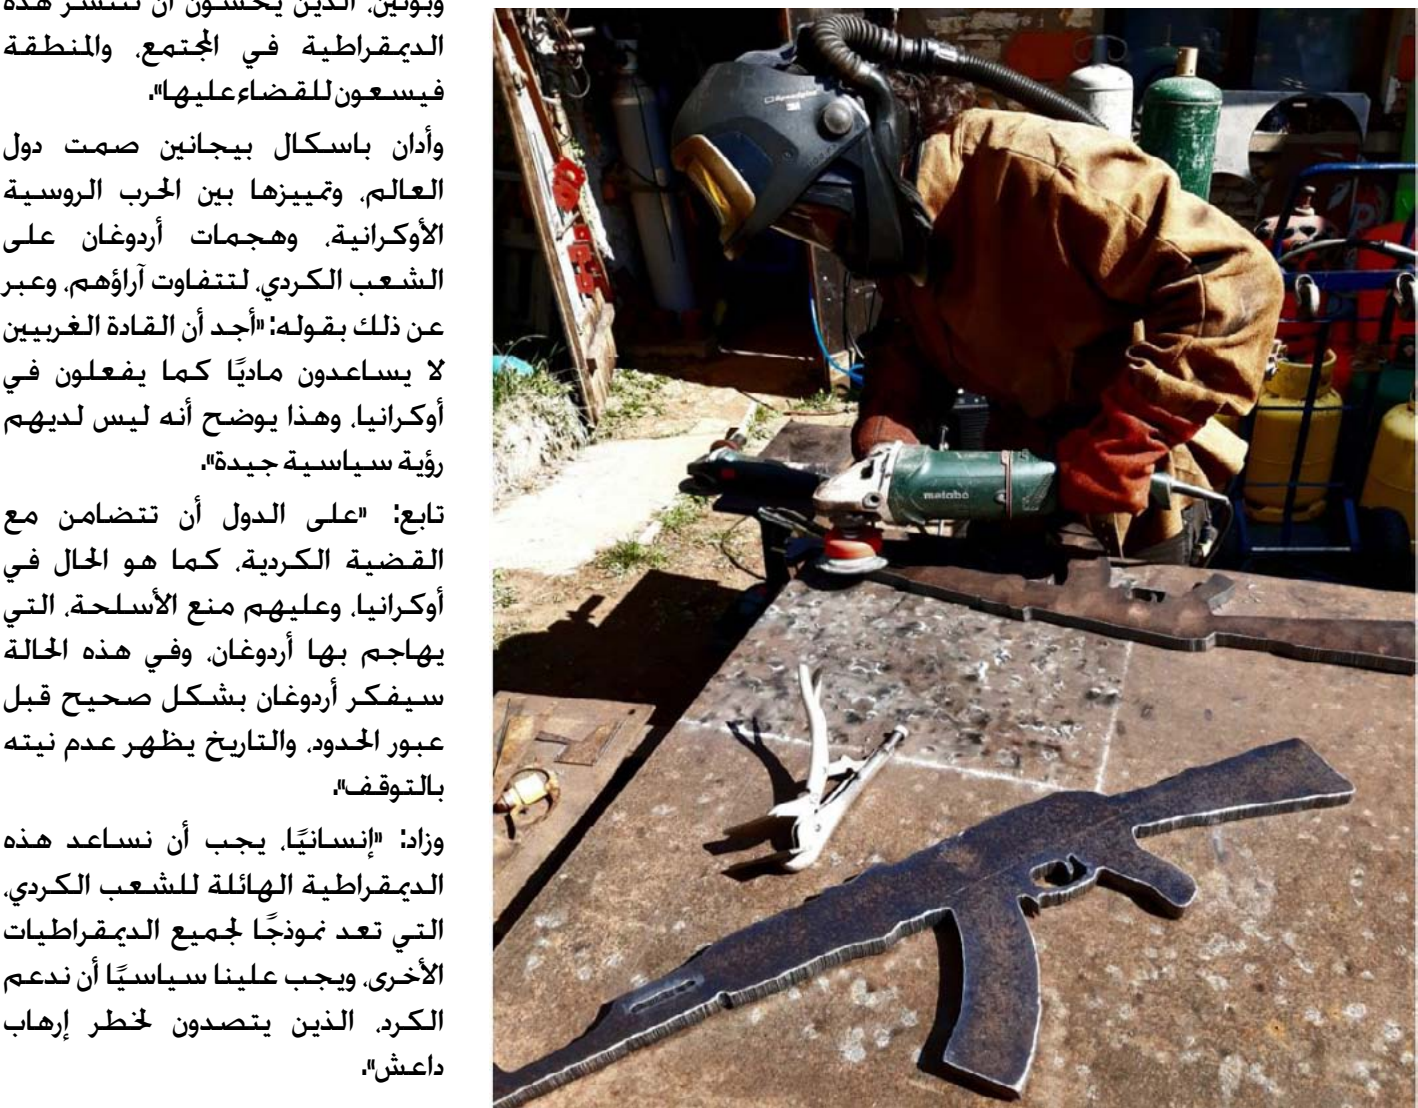 وبوتين، الذين يخشون أن تنتشر هذه
الديمقراطية في المجتمع، والمنطقة
فيسعون للقضاء عليها".
وأدان باسكال بيجانين صمت دول
العالم، وتمييزها بين الحرب الروسية
الأوكرانية، وهجمات أردوغان على
الشعب الكردي، لتتفاوت آراؤهم، وعبر
عن ذلك بقوله: "أجد أن القادة الغربيين
لا يساعدون ماديًا كما يفعلون في
أوكرانيا، وهذا يوضح أنه ليس لديهم
رؤية سياسية جيدة".
تابع: "على الدول أن تتضامن مع
القضية الكردية، كما هو الحال في
أوكرانيا، وعليهم منع الأسلحة، التي
يهاجم بها أردوغان، وفي هذه الحالة
سيفكر أردوغان بشكل صحيح قبل
عبور الحدود، والتاريخ يظهر عدم نيته
بالتوقف".
وزاد: "إنسانيًا، يجب أن نساعد هذه
الديمقراطية الهائلة للشعب الكردي،
التي تعد نموذجًا لجميع الديمقراطيات
الأخرى، ويجب علينا سياسيًا أن ندعم
الكرد، الذين يتصدون لخطر إرهاب
داعش".
Speedglas
3M
metabo